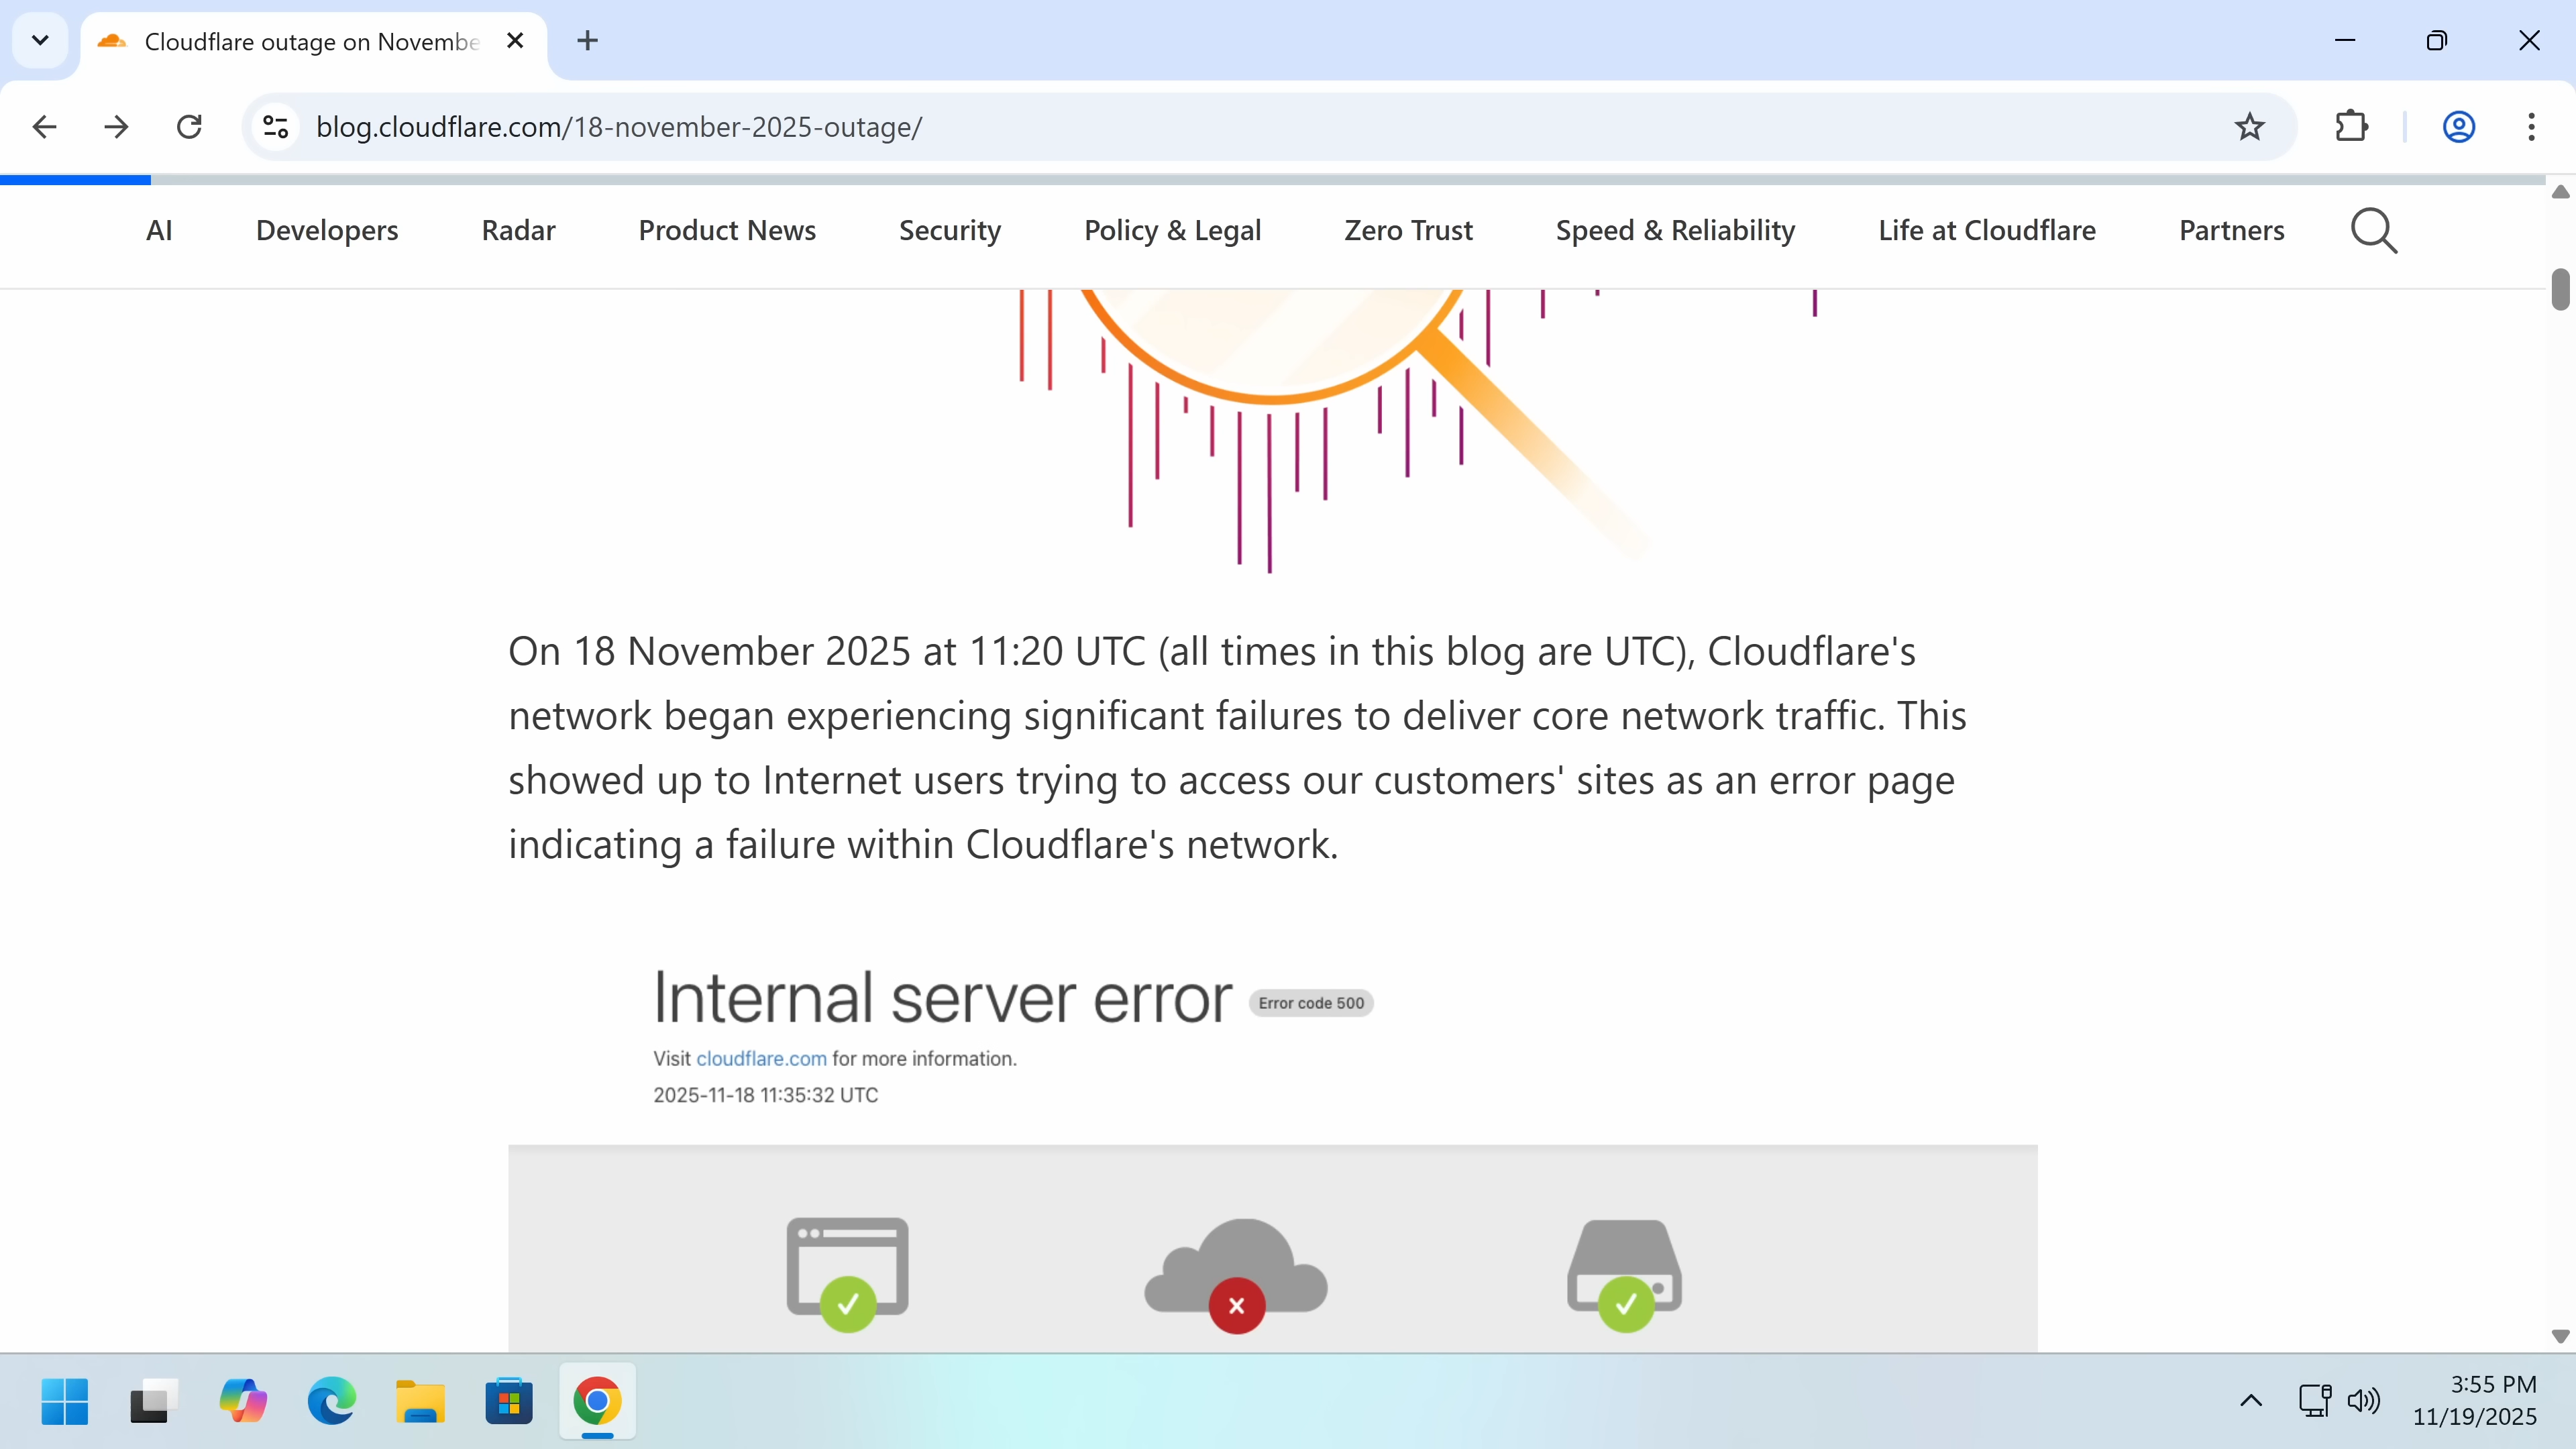 Cloudflare outage on Novembe
blog.cloudflare.com/18-november-2025-outage/
AI Developers Radar Product News Security Policy & Legal Zero Trust Speed & Reliability Life at Cloudflare Partners
On 18 November 2025 at 11:20 UTC (all times in this blog are UTC), Cloudflare's
network began experiencing significant failures to deliver core network traffic. This
showed up to Internet users trying to access our customers' sites as an error page
indicating a failure within Cloudflare's network.
Internal server error Error code 500
Visit cloudflare.com for more information.
2025-11-18 11:35:32 UTC
3:55 PM
11/19/2025